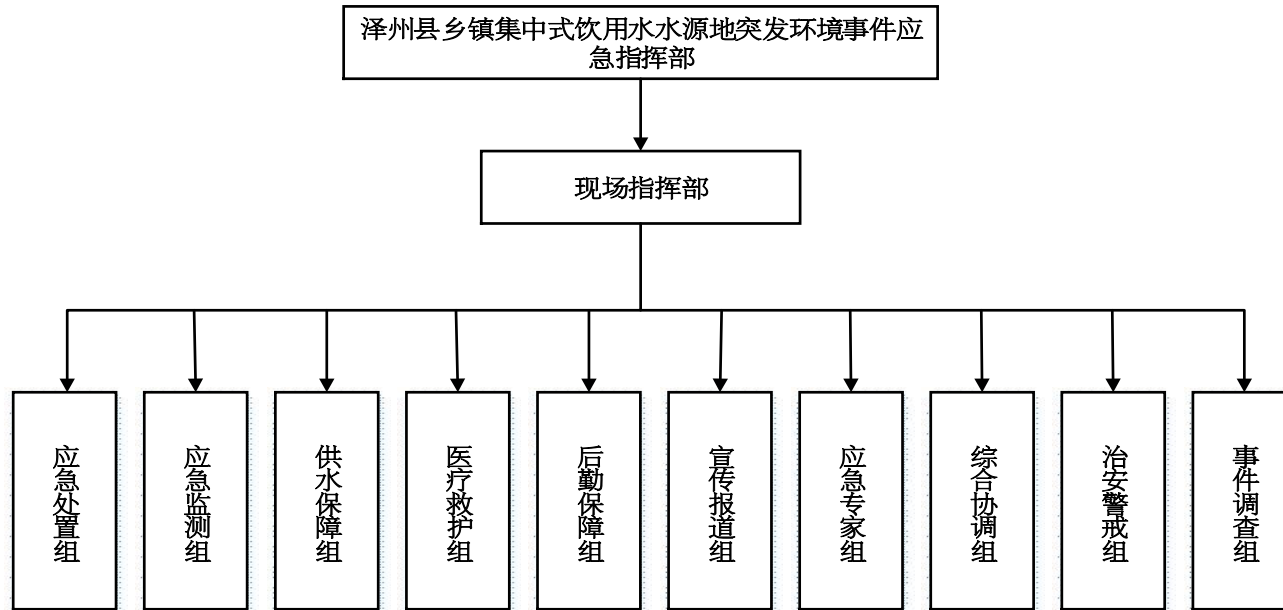 泽州县乡镇集中式饮用水水源地突发环境事件应
急指挥部
现场指挥部
应急处置组
应急监测组
供水保障组
医疗救护组
后勤保障组
宣传报道组
应急专家组
综合协调组
治安警戒组
事件调查组